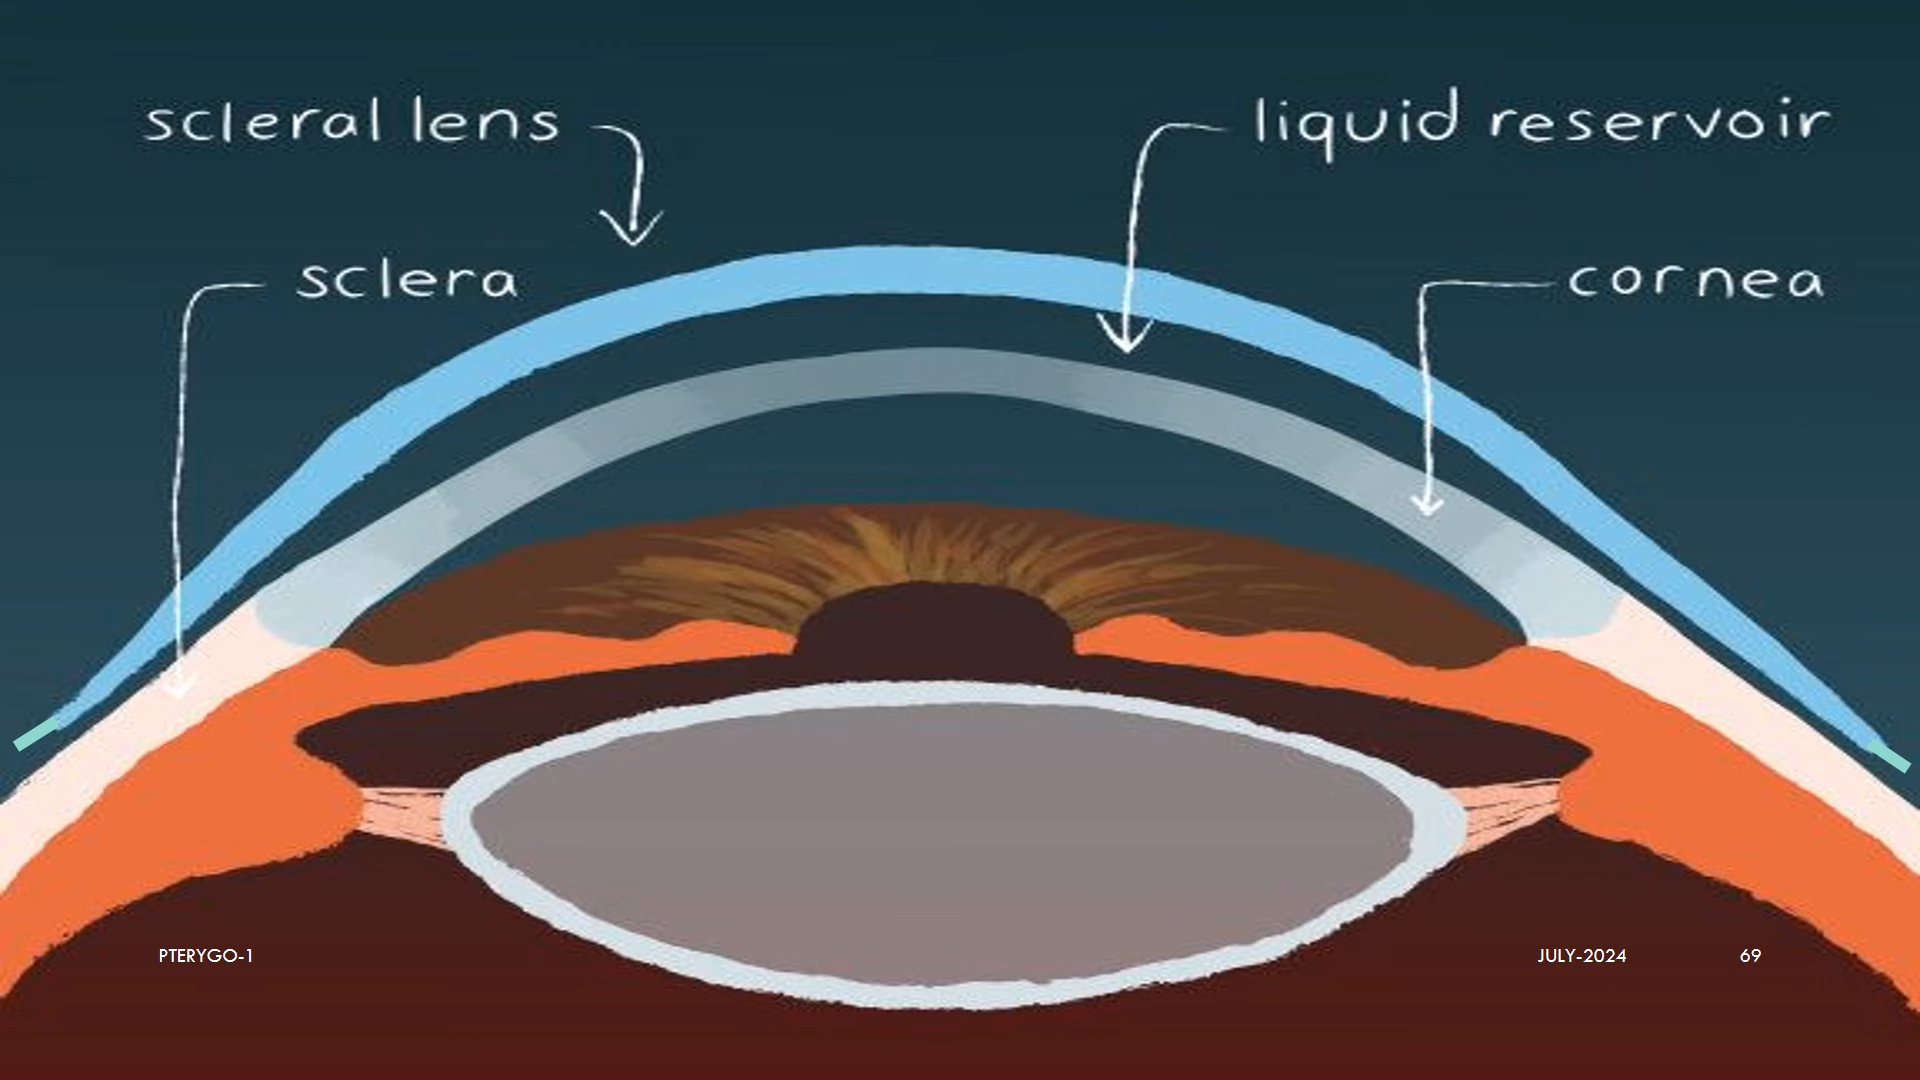 scleral lens
liquid reservoir
sclera
cornea
PTERYGO-1
JULY-2024
69